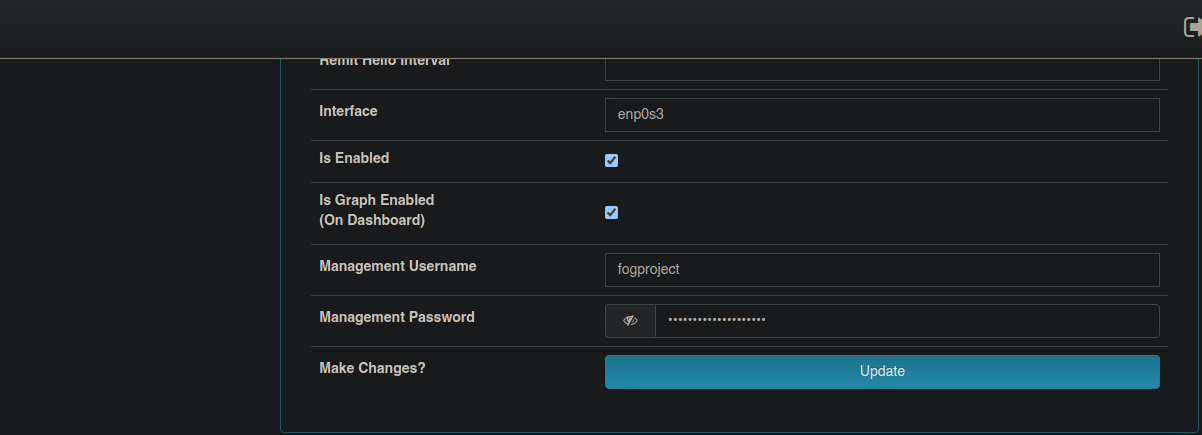 Remit Hello Interval
Interface
enp0s3
Is Enabled
Is Graph Enabled
(On Dashboard)
Management Username
fogproject
Management Password
••••••••••••••••••••
Make Changes?
Update